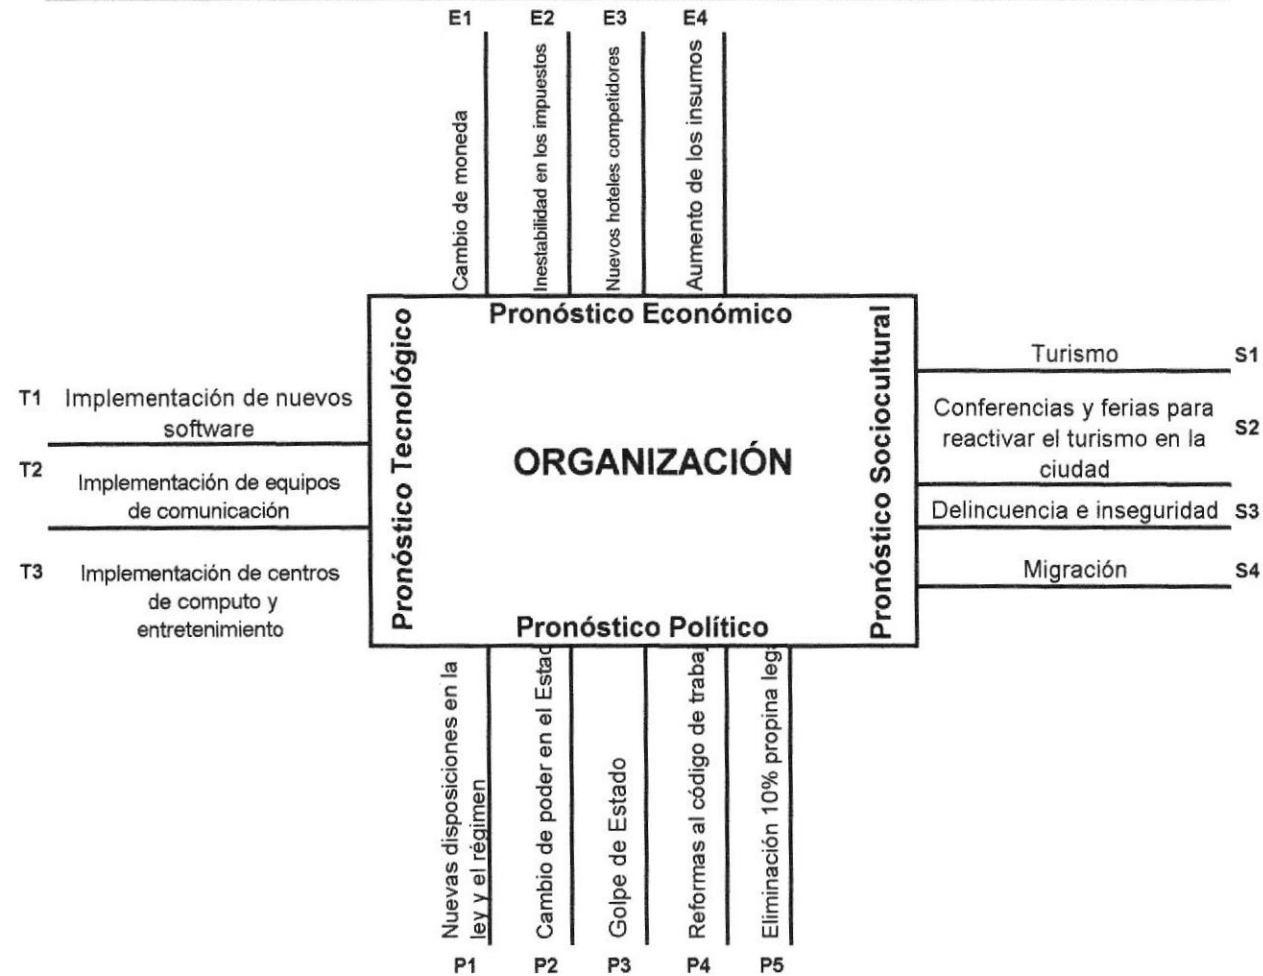 E1 E2 E3 E4
Cambio de moneda
Inestabilidad en los impuestos
Nuevos hoteles competidores
Aumento de los insumos
Pronóstico Económico
Pronóstico Tecnológico
T1 Implementación de nuevos
software
T2 Implementación de equipos
de comunicación
T3 Implementación de centros
de computo y
entretenimiento
ORGANIZACIÓN
Pronóstico Sociocultural
Turismo S1
Conferencias y ferias para
reactivar el turismo en la
ciudad
S2
Delincuencia e inseguridad S3
Migración S4
Pronóstico Político
Nuevas disposiciones en la
ley y el régimen
Cambio de poder en el Estad
Golpe de Estado
Reformas al código de traba
Eliminación 10% propina leg
P1 P2 P3 P4 P5